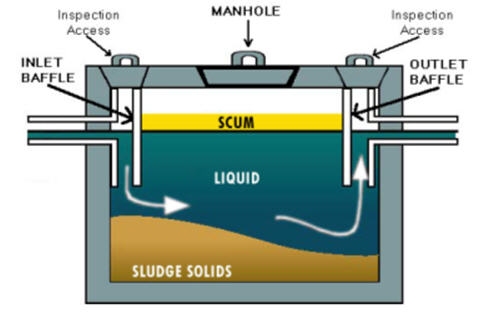 Inspection
Access
MANHOLE
Inspection
Access
INLET
BAFFLE
OUTLET
BAFFLE
SCUM
LIQUID
SLUDGE SOLIDS